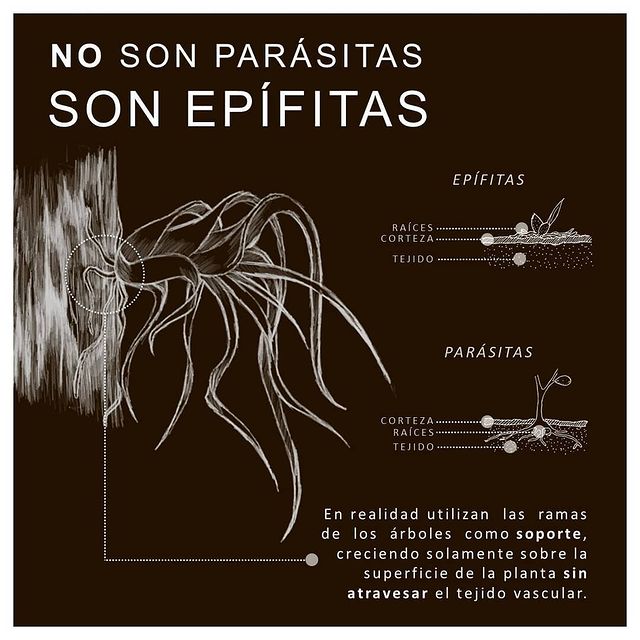 NO SON PARÁSITAS
SON EPÍFITAS
EPÍFITAS
RAÍCES
CORTEZA
TEJIDO
PARÁSITAS
CORTEZA
RAÍCES
TEJIDO
En realidad utilizan las ramas
de los árboles como soporte,
creciendo solamente sobre la
superficie de la planta sin
atravesar el tejido vascular.